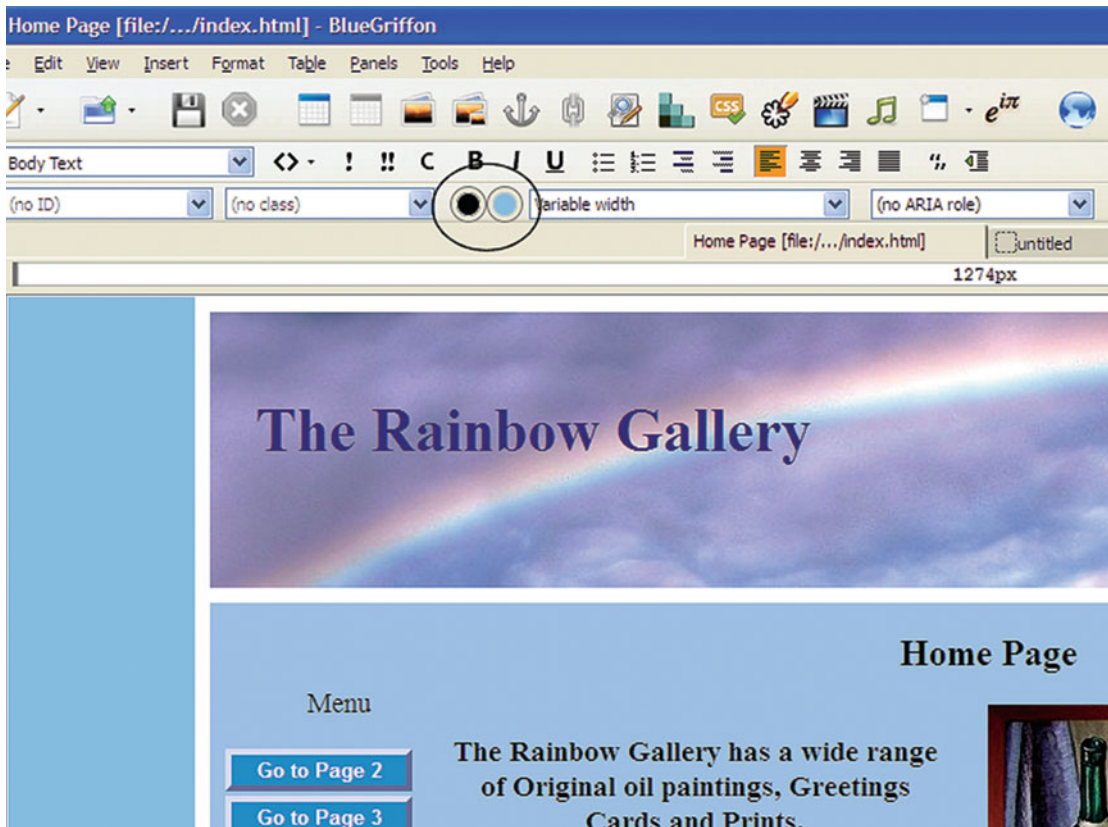 Home Page [file:/.../index.html] - BlueGriffon
Edit View Insert Format Table Panels Tools Help
CSS eiπ
Body Text <> ! !! C B I U
(no ID) (no class) Variable width (no ARIA role)
Home Page [file:/.../index.html] untitled
1274px
The Rainbow Gallery
Home Page
Menu
Go to Page 2
Go to Page 3
The Rainbow Gallery has a wide range
of Original oil paintings, Greetings
Cards and Prints.